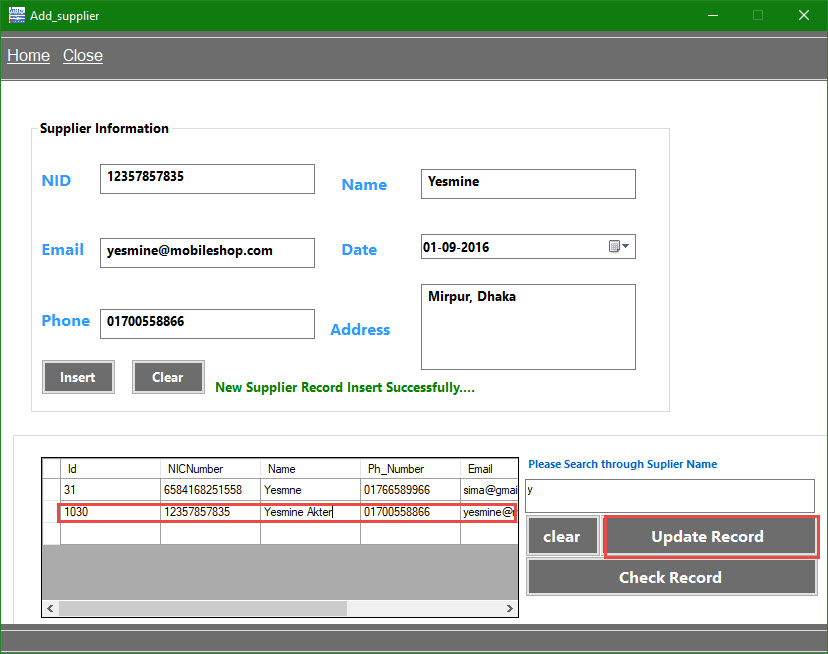 Add_supplier
Home Close
Supplier Information
NID 12357857835
Name Yesmine
Email yesmine@mobileshop.com
Date 01-09-2016
Phone 01700558866
Address Mirpur, Dhaka
Insert Clear
New Supplier Record Insert Successfully....
Id NICNumber Name Ph_Number Email
31 6584168251558 Yesmne 01766589966 sima@gmai
1030 12357857835 Yesmine Akter 01700558866 yesmine@
Please Search through Suplier Name
y
clear Update Record
Check Record